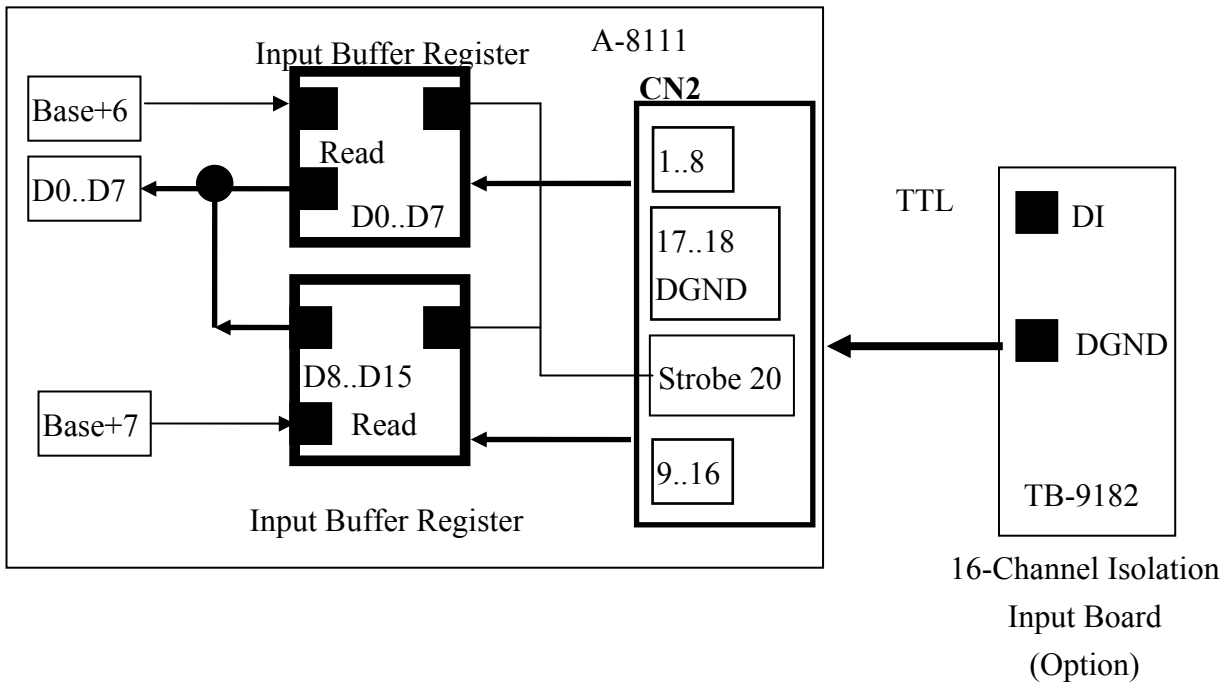 A-8111
Input Buffer Register
CN2
Base+6
Read
D0..D7
D0..D7
1..8
17..18
DGND
Strobe 20
9..16
D8..D15
Base+7
Read
Input Buffer Register
TTL
DI
DGND
TB-9182
16-Channel Isolation
Input Board
(Option)